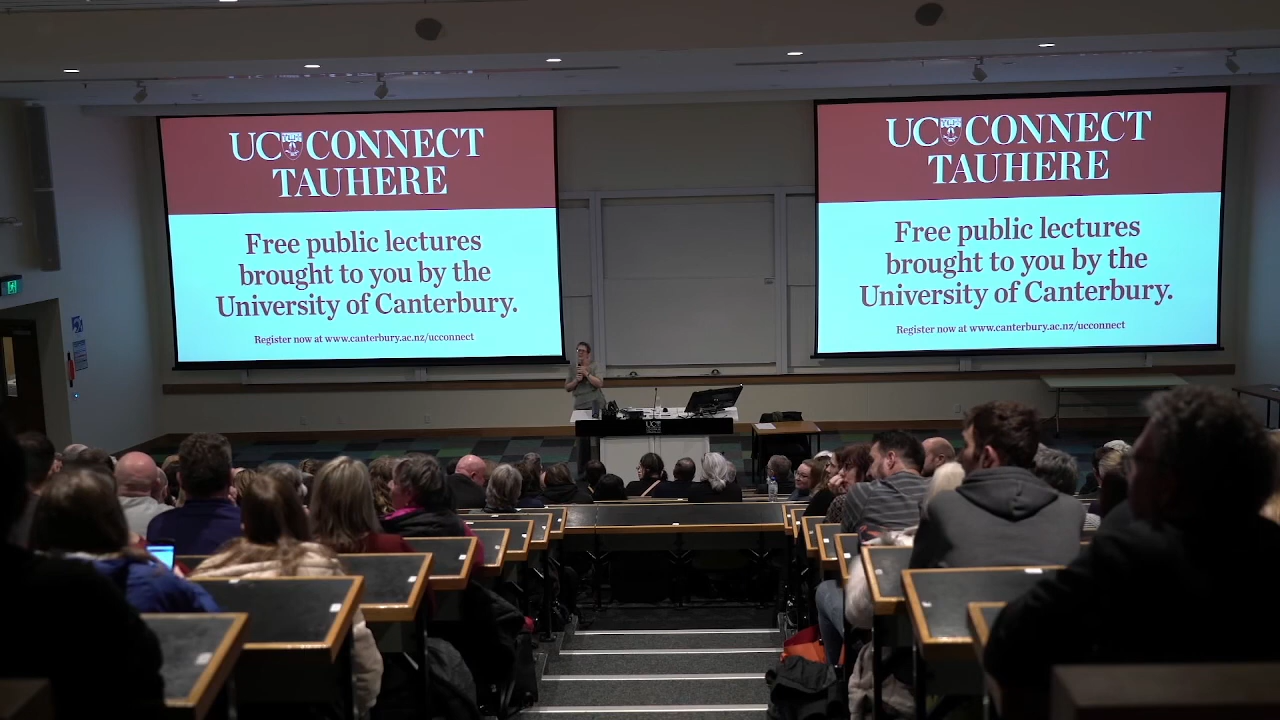 UC CONNECT
TAUHERE
Free public lectures
brought to you by the
University of Canterbury.
Register now at www.canterbury.ac.nz/ucconnect
UC CONNECT
TAUHERE
Free public lectures
brought to you by the
University of Canterbury.
Register now at www.canterbury.ac.nz/ucconnect
UC